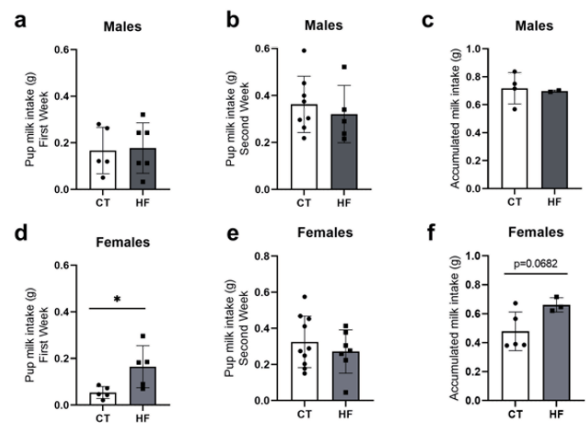 a
Males
Pup milk intake (g)
First Week
0.6
0.4
0.2
0.0
CT HF
b
Males
Pup milk intake (g)
Second Week
0.6
0.4
0.2
0.0
CT HF
c
Males
Accumulated milk intake (g)
1.0
0.8
0.6
0.4
0.2
0.0
CT HF
d
Females
Pup milk intake (g)
First Week
0.6
0.4
0.2
0.0
*
CT HF
e
Females
Pup milk intake (g)
Second Week
0.8
0.6
0.4
0.2
0.0
CT HF
f
Females
Accumulated milk intake (g)
1.0
0.8
0.6
0.4
0.2
0.0
p=0.0682
CT HF